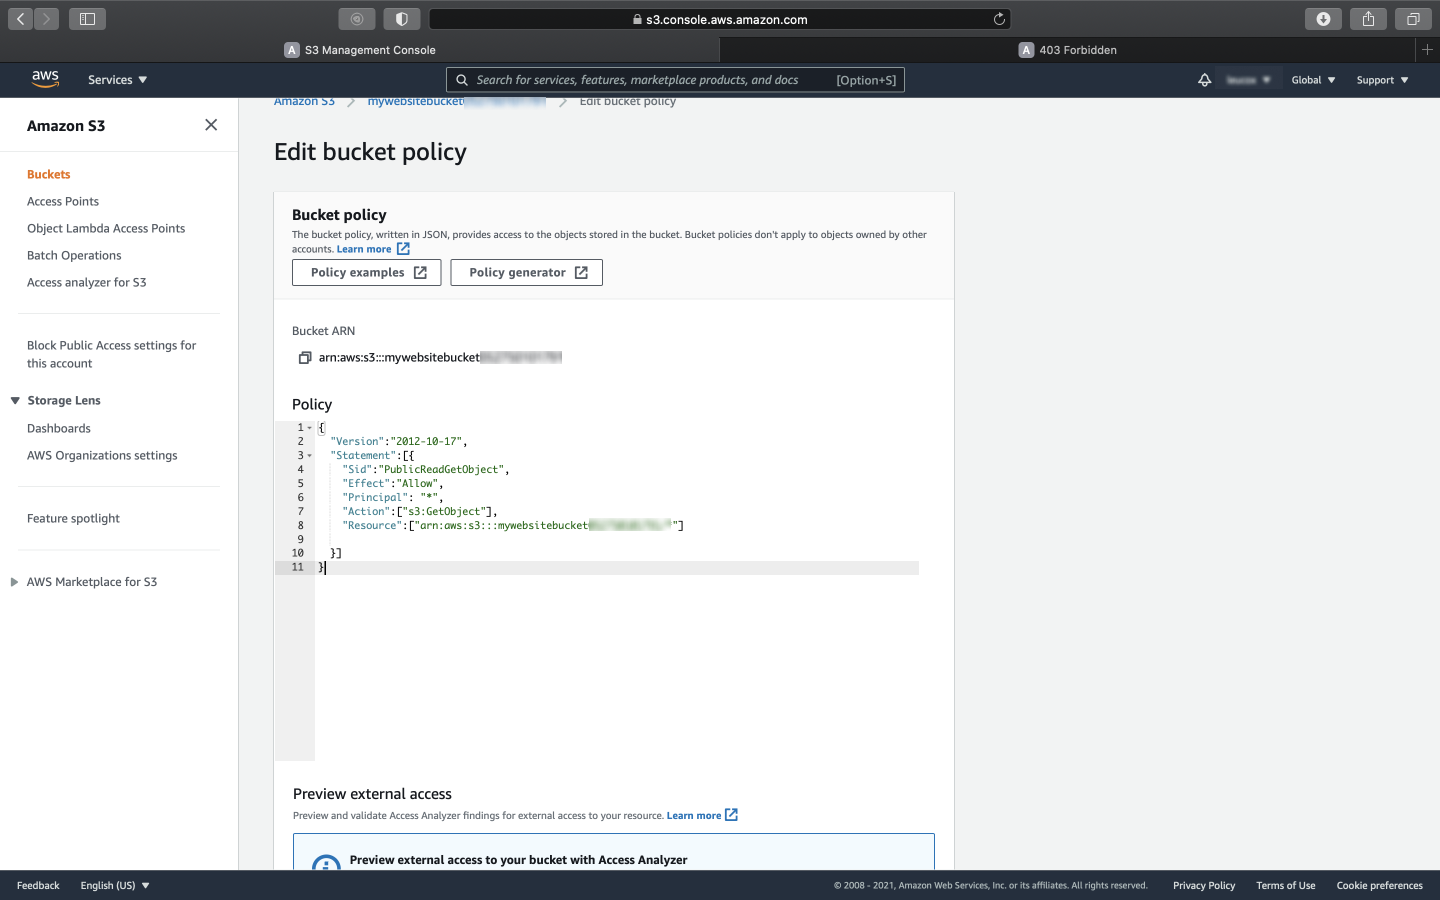 s3.console.aws.amazon.com
A S3 Management Console
A 403 Forbidden
aws
Services
Search for services, features, marketplace products, and docs [Option+S]
Global
Support
Amazon S3
Buckets
Access Points
Object Lambda Access Points
Batch Operations
Access analyzer for S3
Block Public Access settings for
this account
Storage Lens
Dashboards
AWS Organizations settings
Feature spotlight
AWS Marketplace for S3
Amazon S3 > mywebsitebucket > Edit bucket policy
Edit bucket policy
Bucket policy
The bucket policy, written in JSON, provides access to the objects stored in the bucket. Bucket policies don't apply to objects owned by other
accounts. Learn more
Policy examples
Policy generator
Bucket ARN
arn:aws:s3:::mywebsitebucket
Policy
1 {
2 "Version":"2012-10-17",
3 "Statement":[{
4 "Sid":"PublicReadGetObject",
5 "Effect":"Allow",
6 "Principal": "*",
7 "Action":["s3:GetObject"],
8 "Resource":["arn:aws:s3:::mywebsitebucket"]
9
10 }]
11 }
Preview external access
Preview and validate Access Analyzer findings for external access to your resource. Learn more
Preview external access to your bucket with Access Analyzer
Feedback
English (US)
© 2008 - 2021, Amazon Web Services, Inc. or its affiliates. All rights reserved.
Privacy Policy
Terms of Use
Cookie preferences